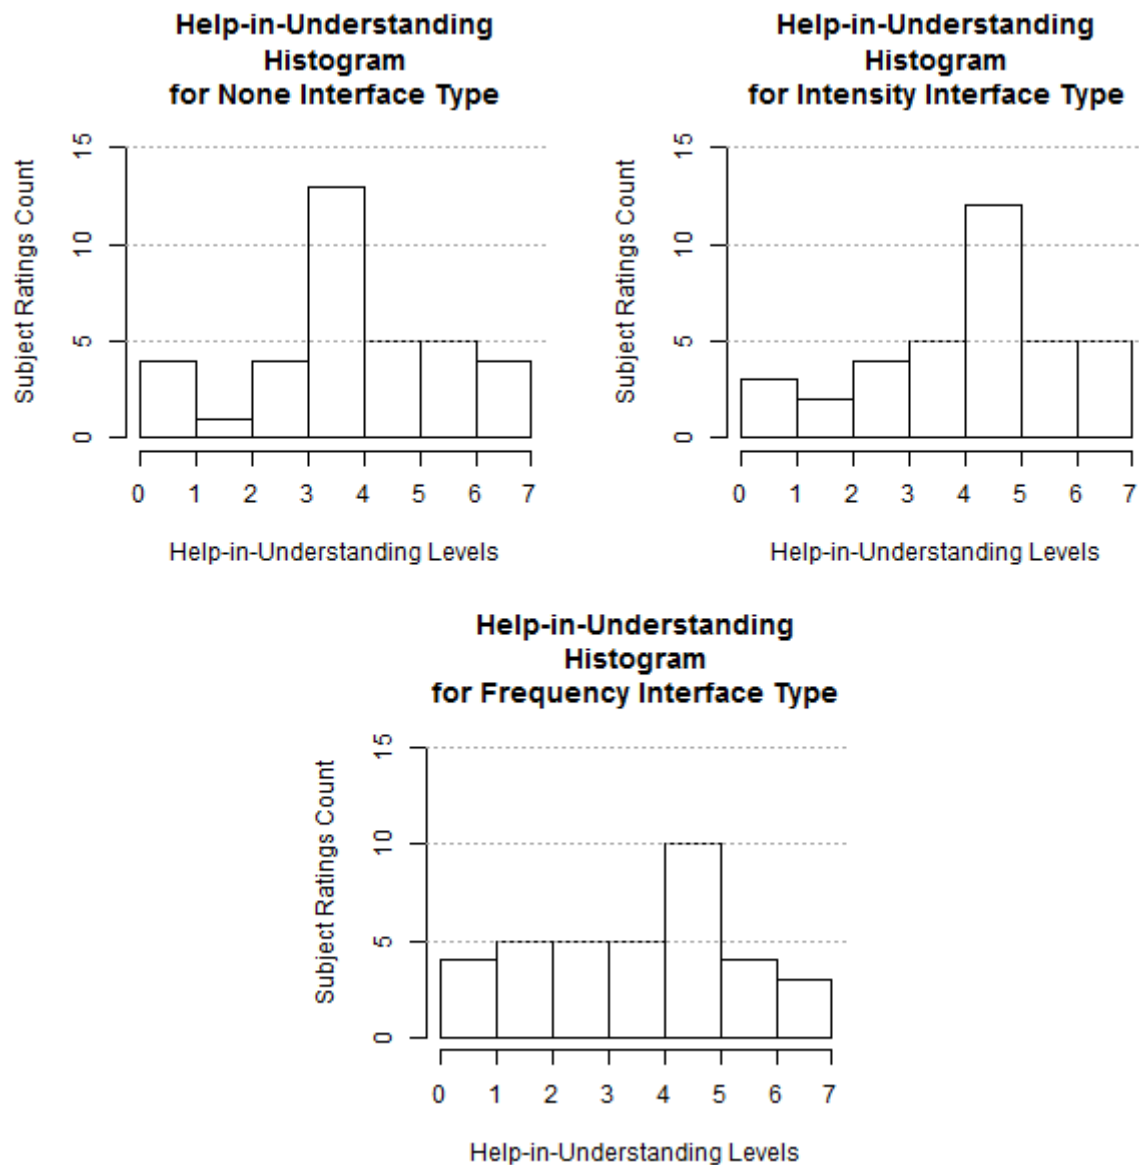 Help-in-Understanding
Histogram
for None Interface Type
Subject Ratings Count
15
10
5
0
0 1 2 3 4 5 6 7
Help-in-Understanding Levels
Help-in-Understanding
Histogram
for Intensity Interface Type
Subject Ratings Count
15
10
5
0
0 1 2 3 4 5 6 7
Help-in-Understanding Levels
Help-in-Understanding
Histogram
for Frequency Interface Type
Subject Ratings Count
15
10
5
0
0 1 2 3 4 5 6 7
Help-in-Understanding Levels